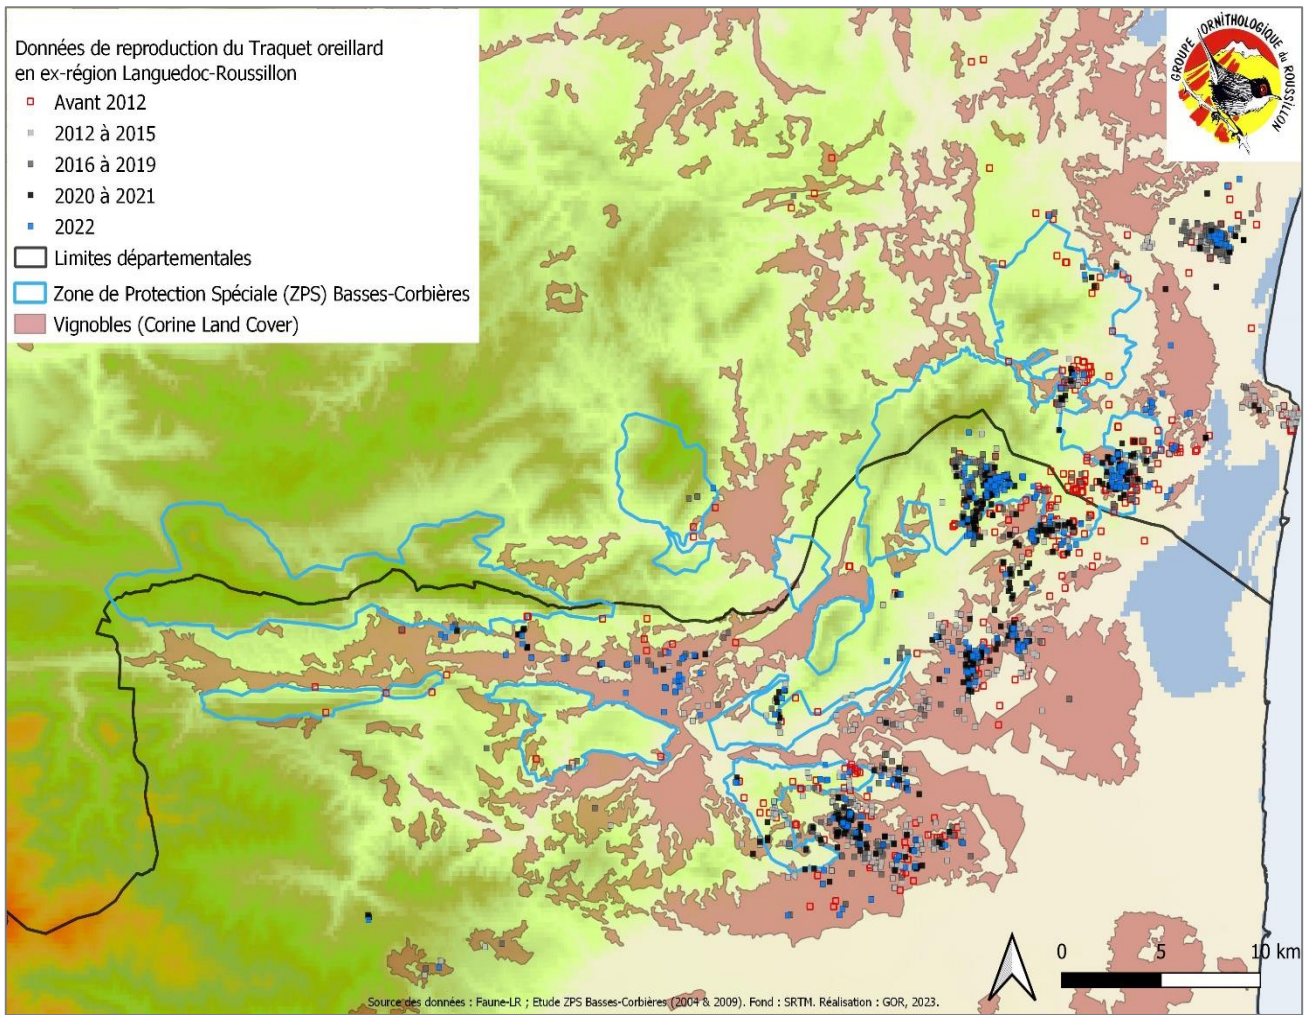 Données de reproduction du Traquet oreillard
en ex-région Languedoc-Roussillon
Avant 2012
2012 à 2015
2016 à 2019
2020 à 2021
2022
Limites départementales
Zone de Protection Spéciale (ZPS) Basses-Corbières
Vignobles (Corine Land Cover)
GROUPE ORNITHOLOGIQUE du ROUSSILLON
0 5 10 km
Source des données : Faune-LR ; Etude ZPS Basses-Corbières (2004 & 2009). Fond : SRTM. Réalisation : GOR, 2023.